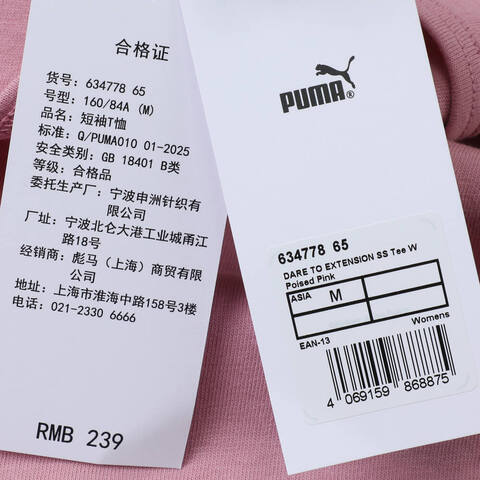 合格证
货号: 634778 65
号型: 160/84A (M)
品名: 短袖T恤
标准: Q/PUMA010 01-2025
安全类别: GB 18401 B类
等级: 合格品
委托生产厂: 宁波申洲针织有
限公司
厂址: 宁波北仑大港工业城甬江
路18号
经销商: 彪马（上海）商贸有限
公司
地址: 上海市淮海中路158号3楼
电话: 021-2330 6666
RMB 239
PUMA
634778 65
DARE TO EXTENSION SS Tee W
Poised Pink
ASIA M
Womens
EAN-13
4 069159 868875